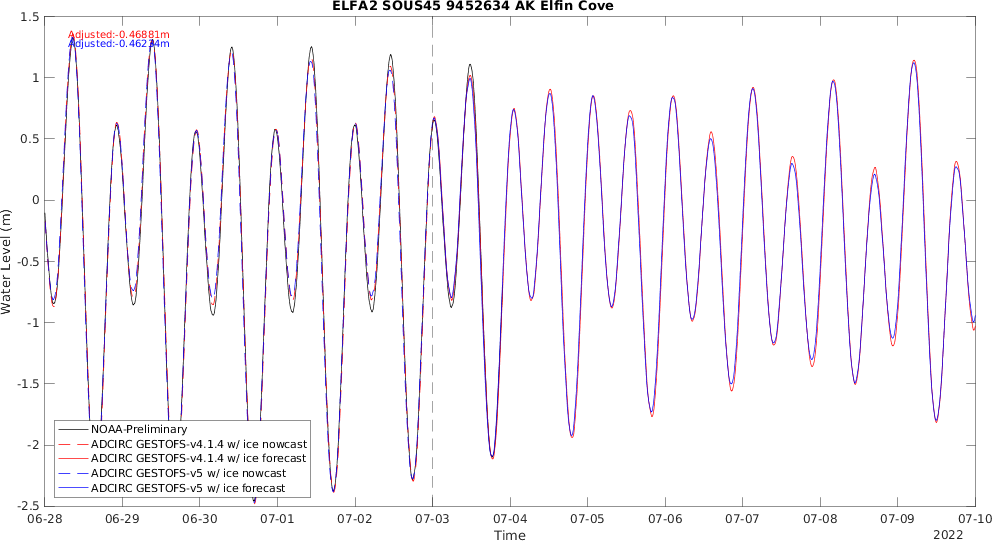 ELFA2 SOUS45 9452634 AK Elfin Cove
Adjusted:-0.46881m
Adjusted:-0.46234m
1.5
1
0.5
0
-0.5
-1
-1.5
-2
-2.5
Water Level (m)
NOAA-Preliminary
ADCIRC GESTOFS-v4.1.4 w/ ice nowcast
ADCIRC GESTOFS-v4.1.4 w/ ice forecast
ADCIRC GESTOFS-v5 w/ ice nowcast
ADCIRC GESTOFS-v5 w/ ice forecast
06-28 06-29 06-30 07-01 07-02 07-03 07-04 07-05 07-06 07-07 07-08 07-09 07-10
Time
2022